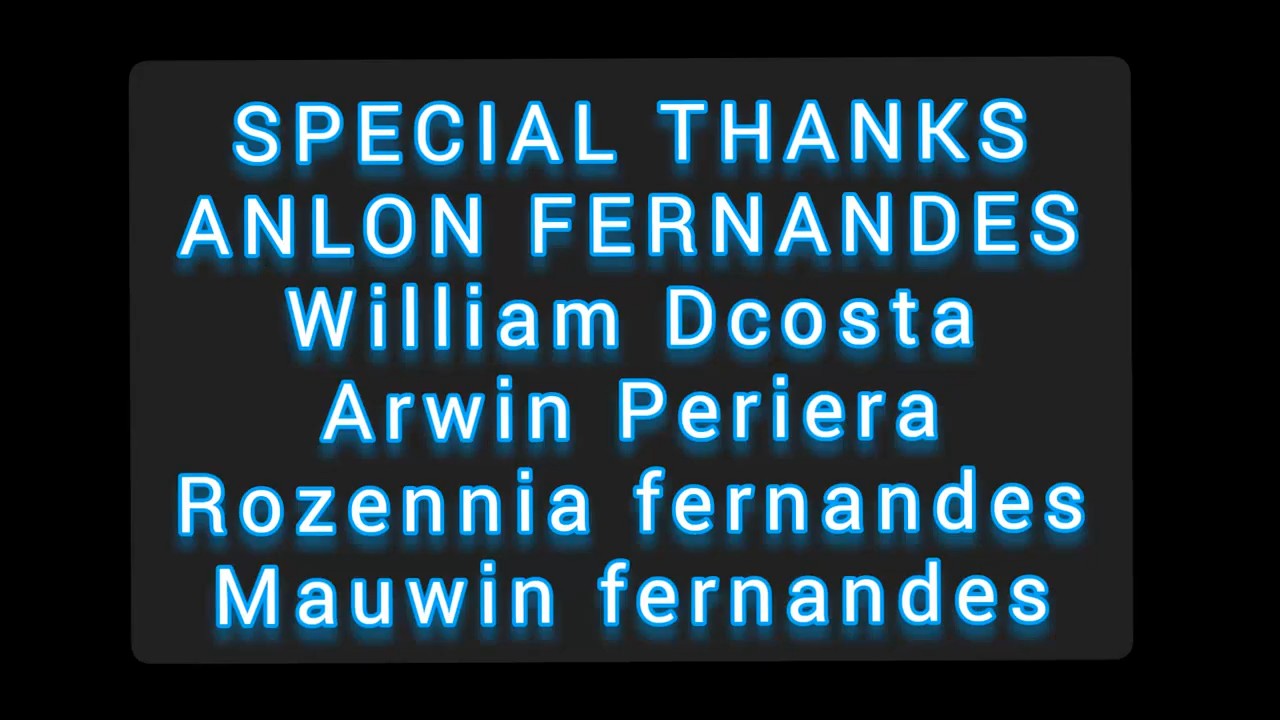 SPECIAL THANKS
ANLON FERNANDES
William Dcosta
Arwin Periera
Rozennia fernandes
Mauwin fernandes